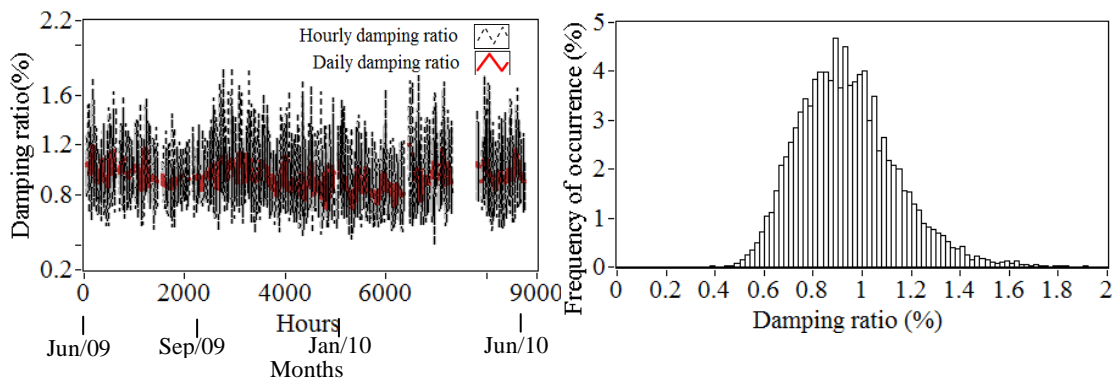 Damping ratio(%)
2.2
1.6
1.2
0.8
0.2
Hourly damping ratio
Daily damping ratio
0
2000
4000
6000
9000
Hours
Jun/09
Sep/09
Jan/10
Jun/10
Months
Frequency of occurrence (%)
5
4
3
2
1
0
0
0.2
0.4
0.6
0.8
1
1.2
1.4
1.6
1.8
2
Damping ratio (%)